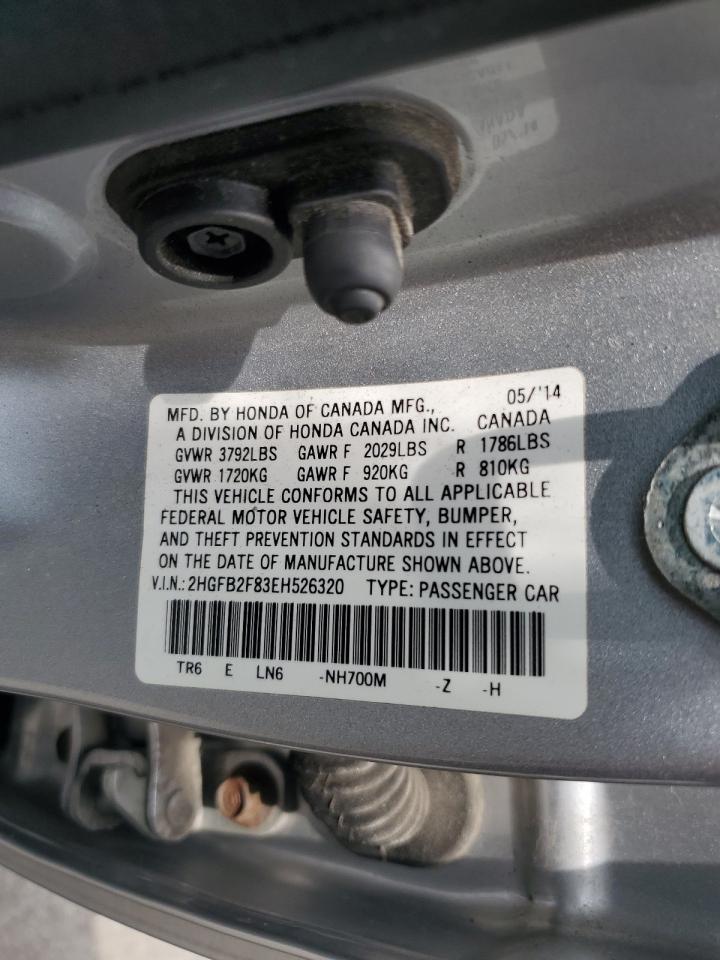 05/'14
MFD. BY HONDA OF CANADA MFG.,
A DIVISION OF HONDA CANADA INC. CANADA
GVWR 3792LBS GAWR F 2029LBS R 1786LBS
GVWR 1720KG GAWR F 920KG R 810KG
THIS VEHICLE CONFORMS TO ALL APPLICABLE
FEDERAL MOTOR VEHICLE SAFETY, BUMPER,
AND THEFT PREVENTION STANDARDS IN EFFECT
ON THE DATE OF MANUFACTURE SHOWN ABOVE.
V.I.N.: 2HGFB2F83EH526320 TYPE: PASSENGER CAR
TR6 E LN6 -NH700M -Z -H